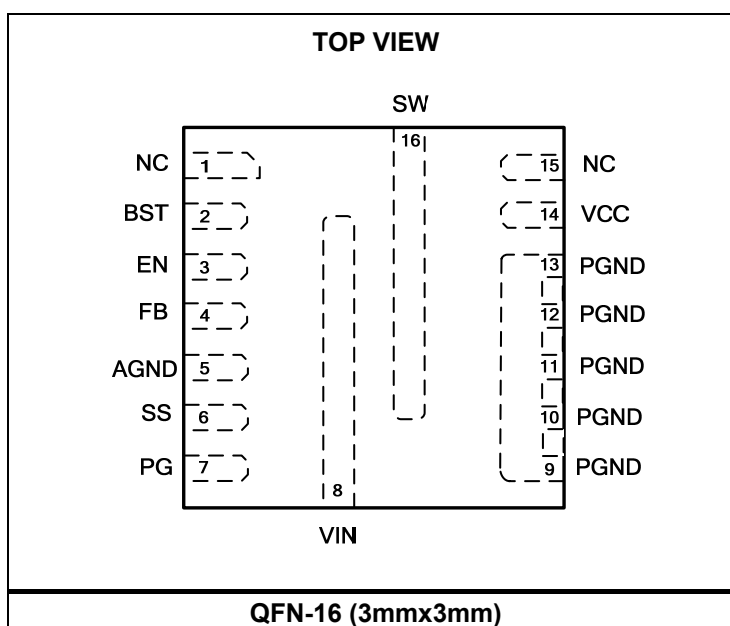 TOP VIEW
SW
16
NC 1 15 NC
BST 2 14 VCC
EN 3 13 PGND
FB 4 12 PGND
AGND 5 11 PGND
SS 6 10 PGND
PG 7 9 PGND
8
VIN
QFN-16 (3mmx3mm)